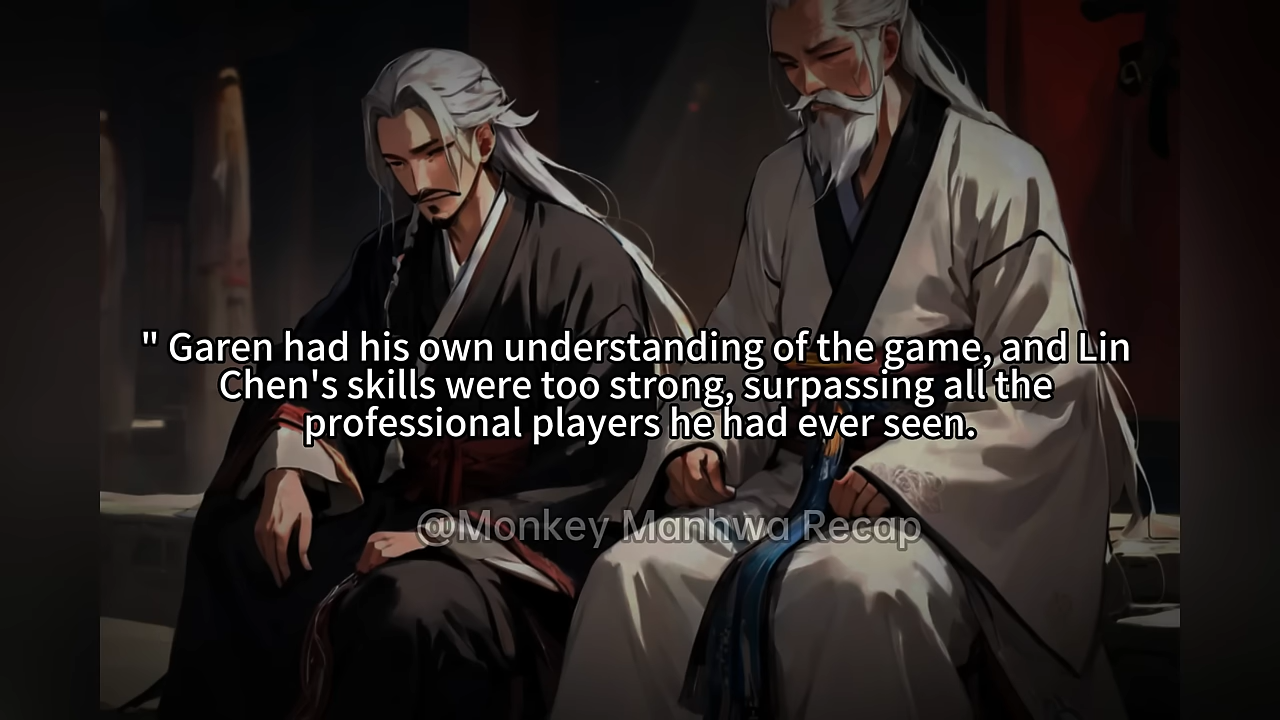 " Garen had his own understanding of the game, and Lin
Chen's skills were too strong, surpassing all the
professional players he had ever seen.
@Monkey Manhwa Recap